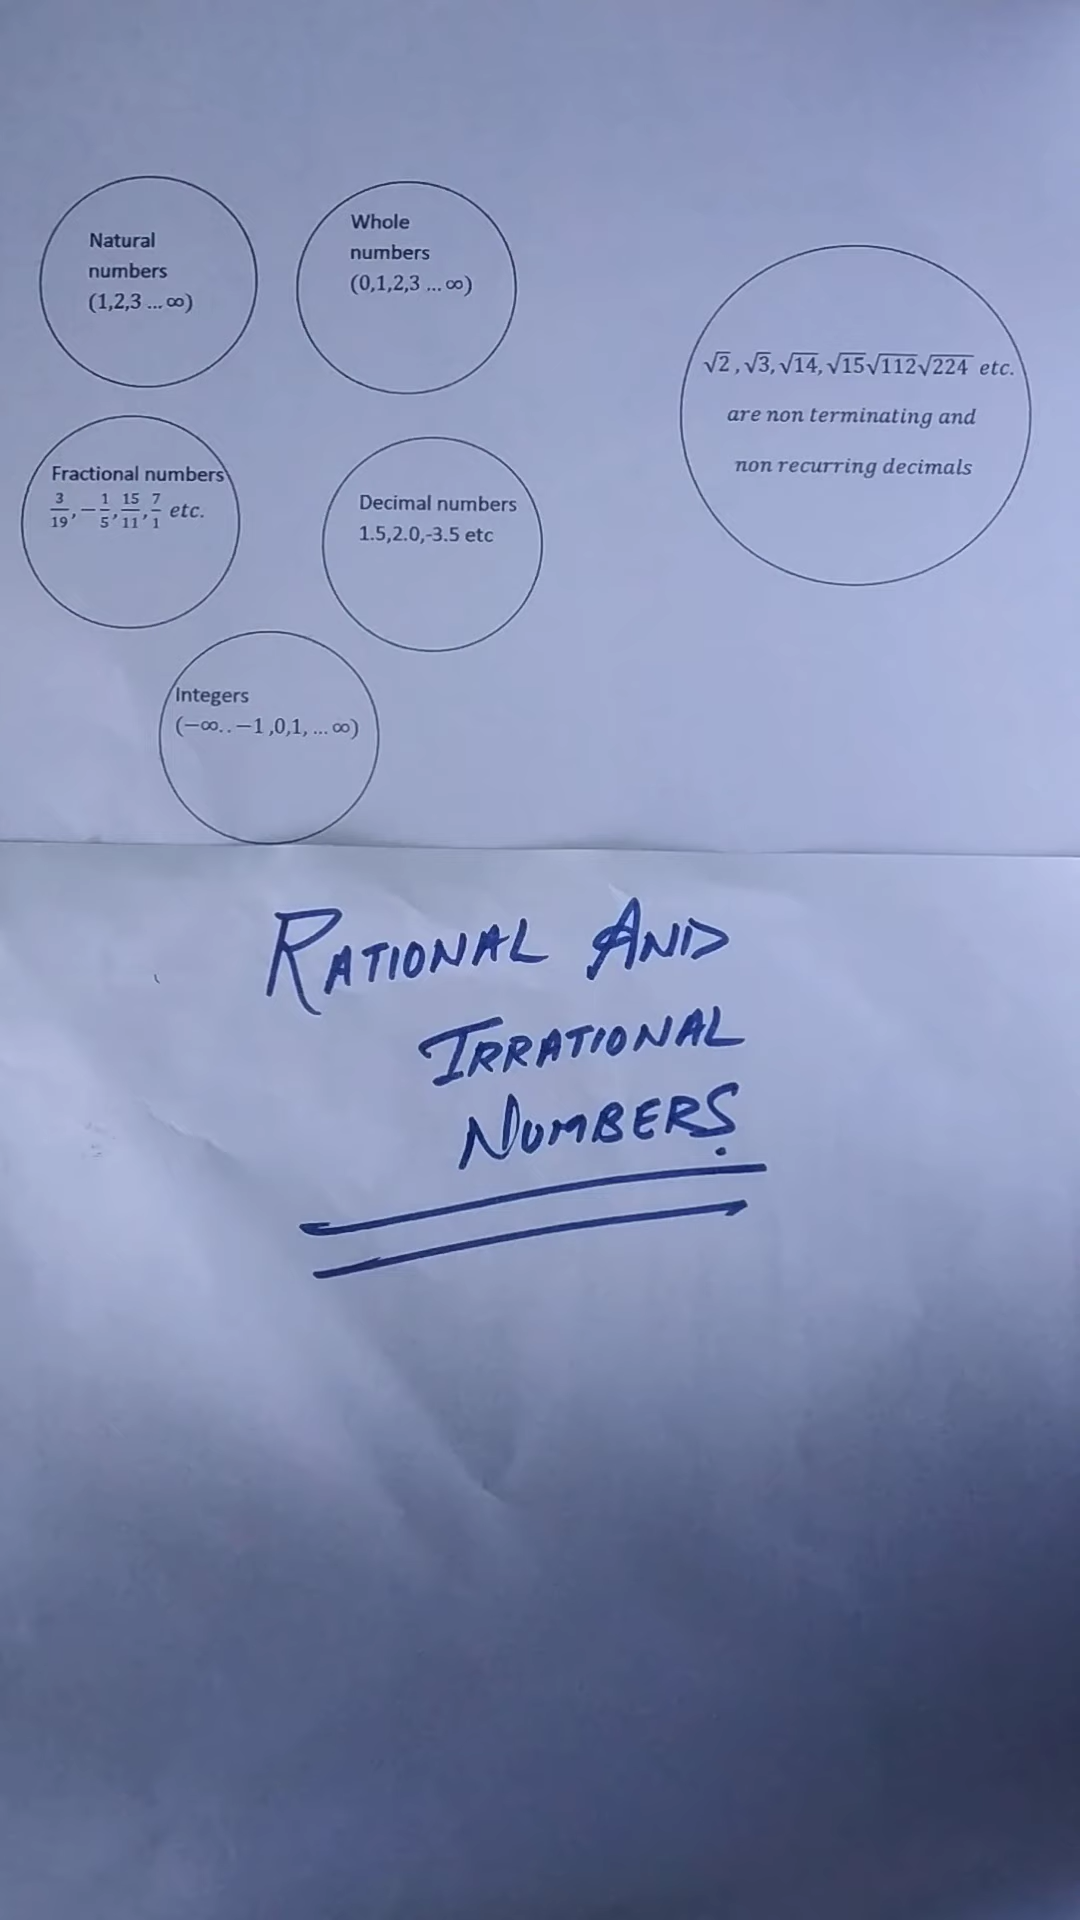 Natural
numbers
(1,2,3 ... ∞)
Whole
numbers
(0,1,2,3 ... ∞)
√2 , √3, √14, √15√112√224 etc.
are non terminating and
non recurring decimals
Fractional numbers
3/19, -1/5, 15/11, 7/1 etc.
Decimal numbers
1.5,2.0,-3.5 etc
Integers
(−∞. . −1 ,0,1, ... ∞)
RATIONAL AND
IRRATIONAL
NUMBERS.